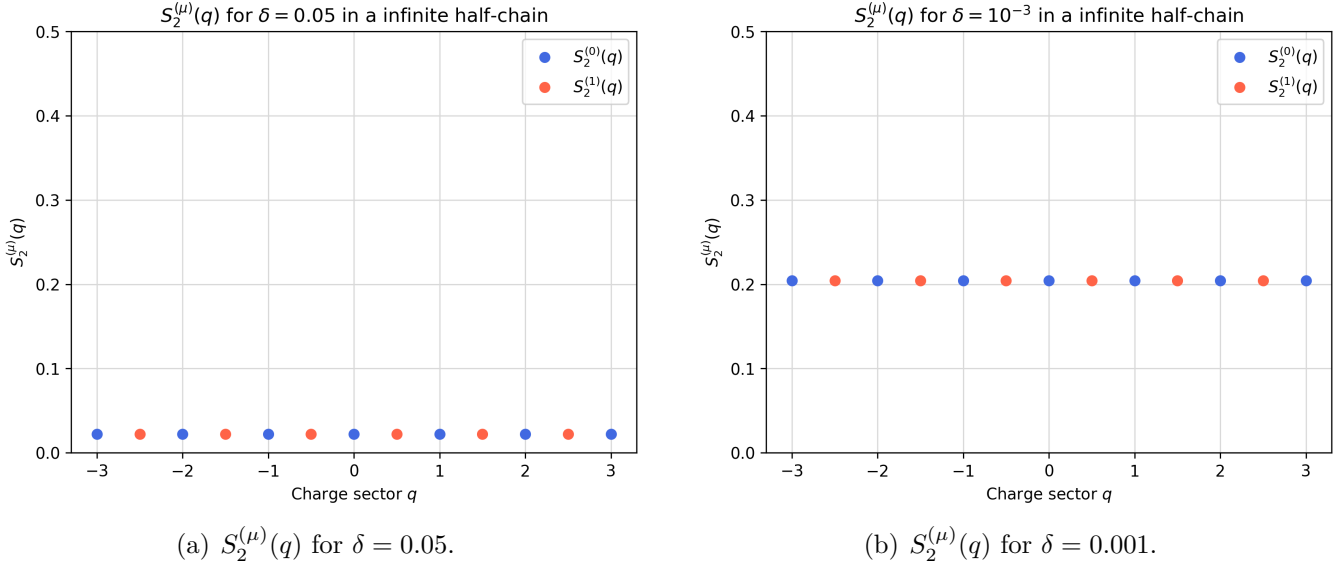 $S_2^{(\mu)}(q)$ for $\delta = 0.05$ in a infinite half-chain
0.5
0.4
0.3
0.2
0.1
0.0
$S_2^{(\mu)}(q)$
$S_2^{(0)}(q)$
$S_2^{(1)}(q)$
−3 −2 −1 0 1 2 3
Charge sector $q$
(a) $S_2^{(\mu)}(q)$ for $\delta = 0.05$.
$S_2^{(\mu)}(q)$ for $\delta = 10^{-3}$ in a infinite half-chain
0.5
0.4
0.3
0.2
0.1
0.0
$S_2^{(\mu)}(q)$
$S_2^{(0)}(q)$
$S_2^{(1)}(q)$
−3 −2 −1 0 1 2 3
Charge sector $q$
(b) $S_2^{(\mu)}(q)$ for $\delta = 0.001$.